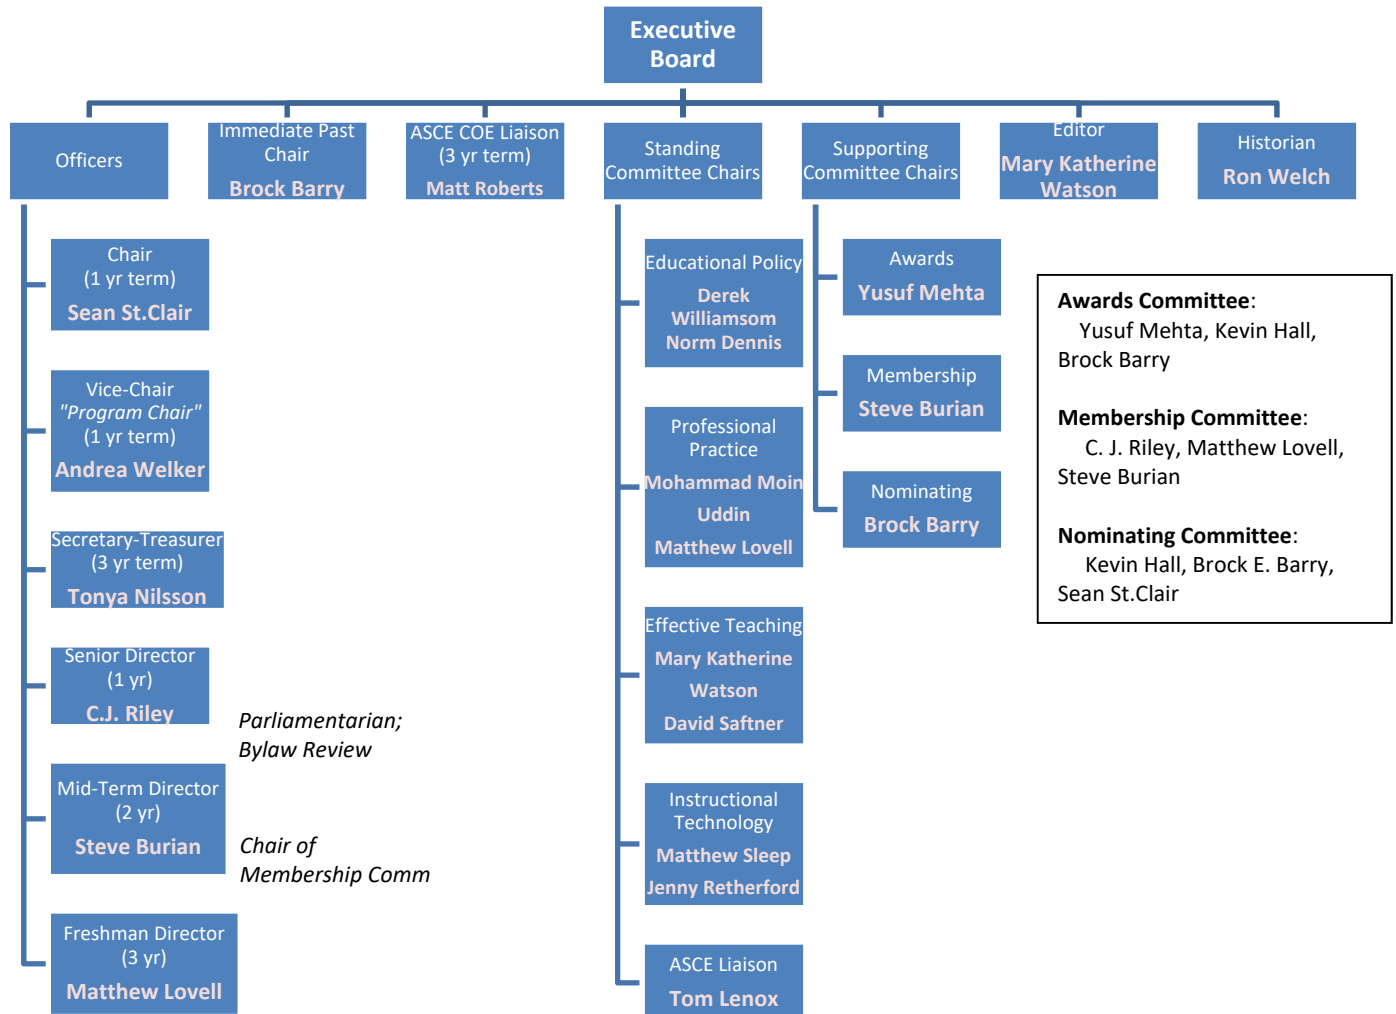 Executive
Board
Officers
Immediate Past
Chair
Brock Barry
ASCE COE Liaison
(3 yr term)
Matt Roberts
Standing
Committee Chairs
Supporting
Committee Chairs
Editor
Mary Katherine
Watson
Historian
Ron Welch
Chair
(1 yr term)
Sean St.Clair
Vice-Chair
"Program Chair"
(1 yr term)
Andrea Welker
Secretary-Treasurer
(3 yr term)
Tonya Nilsson
Senior Director
(1 yr)
C.J. Riley
Parliamentarian;
Bylaw Review
Mid-Term Director
(2 yr)
Steve Burian
Chair of
Membership Comm
Freshman Director
(3 yr)
Matthew Lovell
Educational Policy
Derek
Williamsom
Norm Dennis
Professional
Practice
Mohammad Moin
Uddin
Matthew Lovell
Effective Teaching
Mary Katherine
Watson
David Saftner
Instructional
Technology
Matthew Sleep
Jenny Retherford
ASCE Liaison
Tom Lenox
Awards
Yusuf Mehta
Membership
Steve Burian
Nominating
Brock Barry
Awards Committee:
Yusuf Mehta, Kevin Hall,
Brock Barry
Membership Committee:
C. J. Riley, Matthew Lovell,
Steve Burian
Nominating Committee:
Kevin Hall, Brock E. Barry,
Sean St.Clair